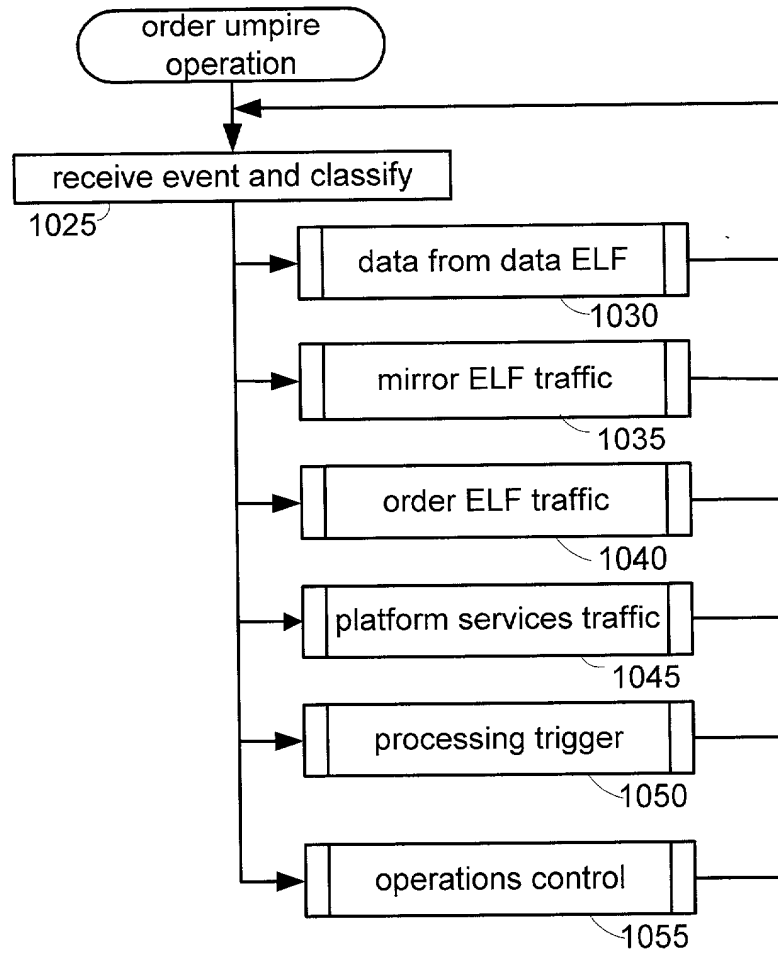 order umpire
operation
receive event and classify
1025
data from data ELF
1030
mirror ELF traffic
1035
order ELF traffic
1040
platform services traffic
1045
processing trigger
1050
operations control
1055